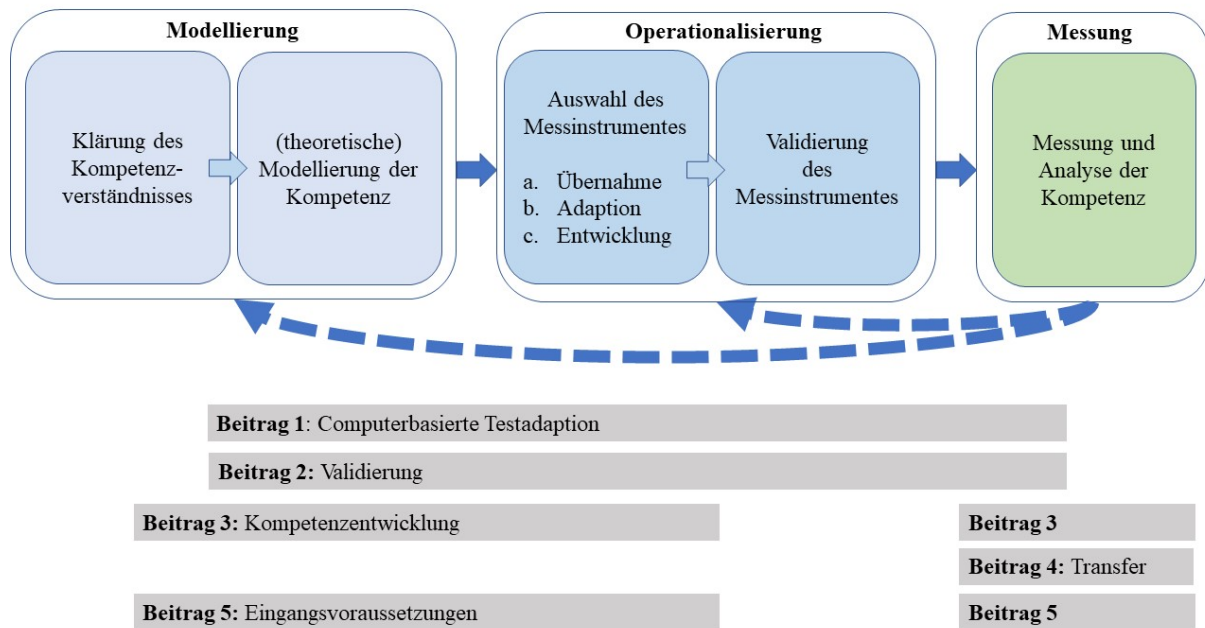 Modellierung
Klärung des
Kompetenz-
verständnisses
(theoretische)
Modellierung der
Kompetenz
Operationalisierung
Auswahl des
Messinstrumentes
a. Übernahme
b. Adaption
c. Entwicklung
Validierung
des
Messinstrumentes
Messung
Messung und
Analyse der
Kompetenz
Beitrag 1: Computerbasierte Testadaption
Beitrag 2: Validierung
Beitrag 3: Kompetenzentwicklung
Beitrag 3
Beitrag 4: Transfer
Beitrag 5: Eingangsvoraussetzungen
Beitrag 5